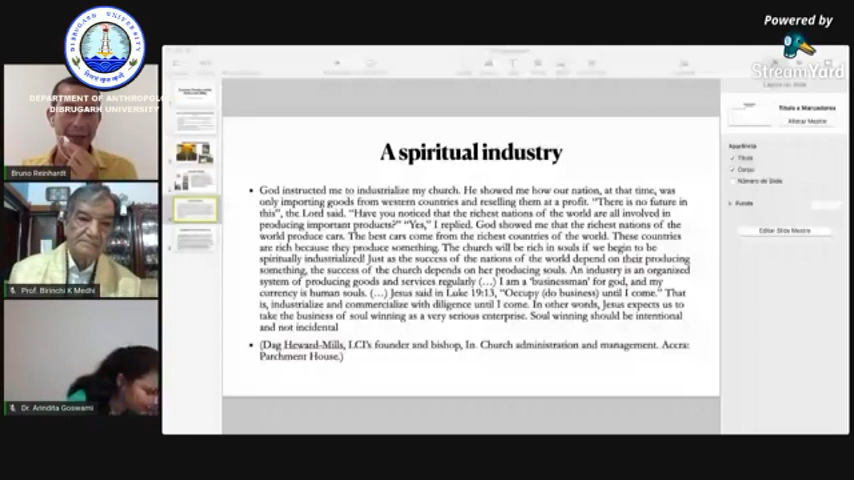 DIBRUGARH UNIVERSITY
DEPARTMENT OF ANTHROPOLO
DIBRUGARH UNIVERSITY
Powered by
StreamYard
Bruno Reinhardt
Prof. Birinchi K Medhi
Dr. Arindita Goswami
A spiritual industry
• God instructed me to industrialize my church. He showed me how our nation, at that time, was
only importing goods from western countries and reselling them at a profit. “There is no future in
this”, the Lord said. “Have you noticed that the richest nations of the world are all involved in
producing important products?” “Yes,” I replied. God showed me that the richest nations of the
world produce cars. The best cars come from the richest countries of the world. These countries
are rich because they produce something. The church will be rich in souls if we begin to be
spiritually industrialized! Just as the success of the nations of the world depend on their producing
something, the success of the church depends on her producing souls. An industry is an organized
system of producing goods and services regularly (…) I am a ‘businessman’ for god, and my
currency is human souls. (…) Jesus said in Luke 19:13, “Occupy (do business) until I come.” That
is, industrialize and commercialize with diligence until I come. In other words, Jesus expects us to
take the business of soul winning as a very serious enterprise. Soul winning should be intentional
and not incidental
• (Dag Heward-Mills, LCI’s founder and bishop, In. Church administration and management. Accra:
Parchment House.)
Título e Marcadores
Alterar Mestre
Aparência
Título
Corpo
Número do Slide
Fundo
Editar Slide Mestre